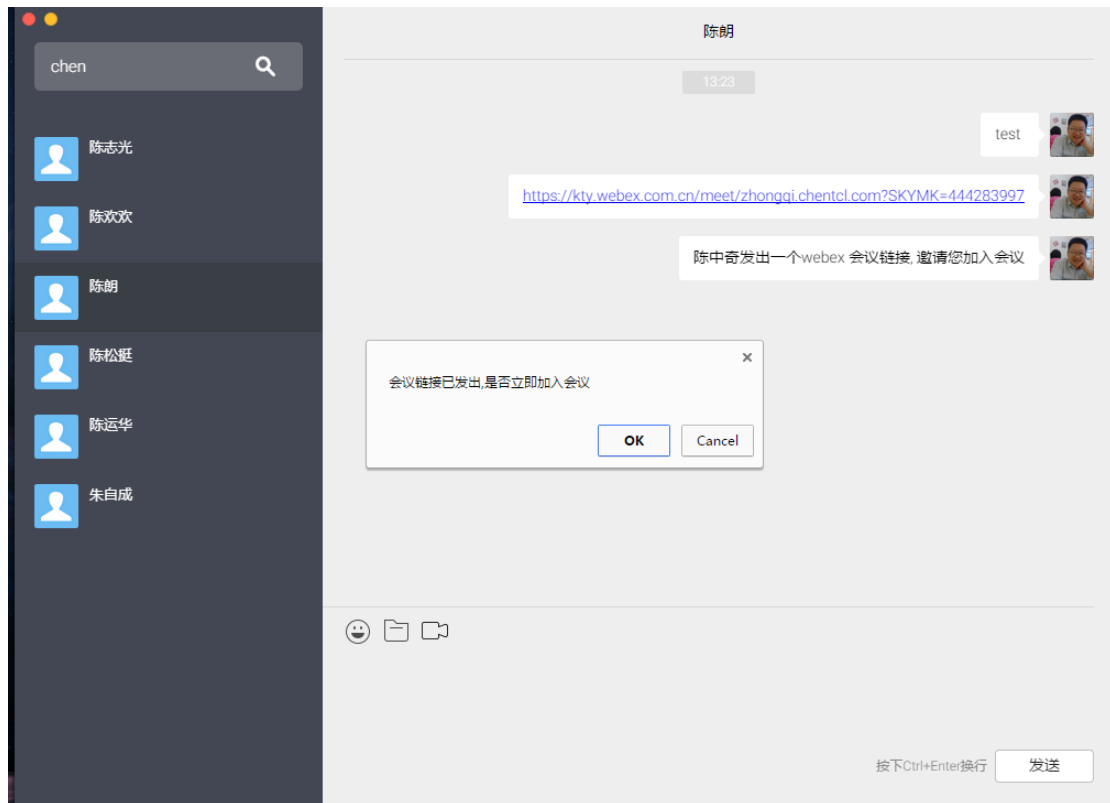 chen
陈志光
陈欢欢
陈朗
陈松挺
陈运华
朱自成
陈朗
13:23
test
https://kty.webex.com.cn/meet/zhongqi.chentcl.com?SKYMK=444283997
陈中奇发出一个webex 会议链接, 邀请您加入会议
会议链接已发出,是否立即加入会议
OK
Cancel
按下Ctrl+Enter换行
发送